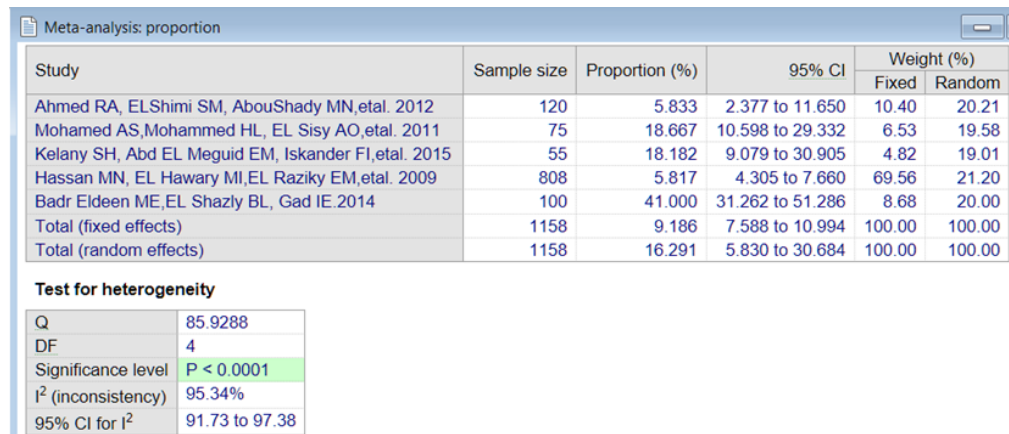 Meta-analysis: proportion
Study Sample size Proportion (%) 95% CI Weight (%)
Fixed Random
Ahmed RA, ELShimi SM, AbouShady MN,etal. 2012 120 5.833 2.377 to 11.650 10.40 20.21
Mohamed AS,Mohammed HL, EL Sisy AO,etal. 2011 75 18.667 10.598 to 29.332 6.53 19.58
Kelany SH, Abd EL Meguid EM, Iskander FI,etal. 2015 55 18.182 9.079 to 30.905 4.82 19.01
Hassan MN, EL Hawary MI,EL Raziky EM,etal. 2009 808 5.817 4.305 to 7.660 69.56 21.20
Badr Eldeen ME,EL Shazly BL, Gad IE.2014 100 41.000 31.262 to 51.286 8.68 20.00
Total (fixed effects) 1158 9.186 7.588 to 10.994 100.00 100.00
Total (random effects) 1158 16.291 5.830 to 30.684 100.00 100.00
Test for heterogeneity
Q 85.9288
DF 4
Significance level P < 0.0001
I² (inconsistency) 95.34%
95% CI for I² 91.73 to 97.38